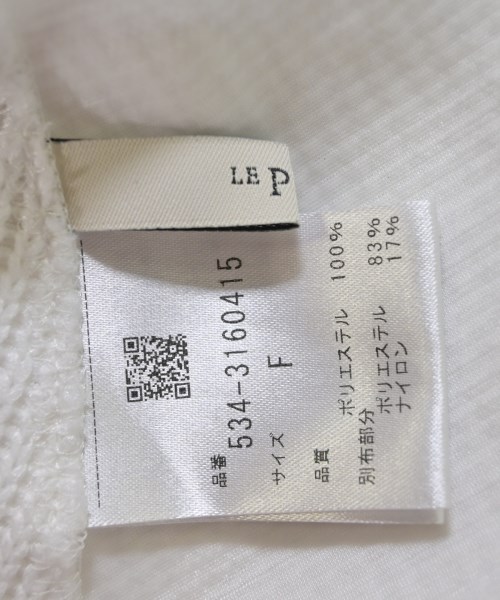 LE
品番
534-3160415
サイズ F
品質 ポリエステル 100%
別布部分
ポリエステル 83%
ナイロン 17%